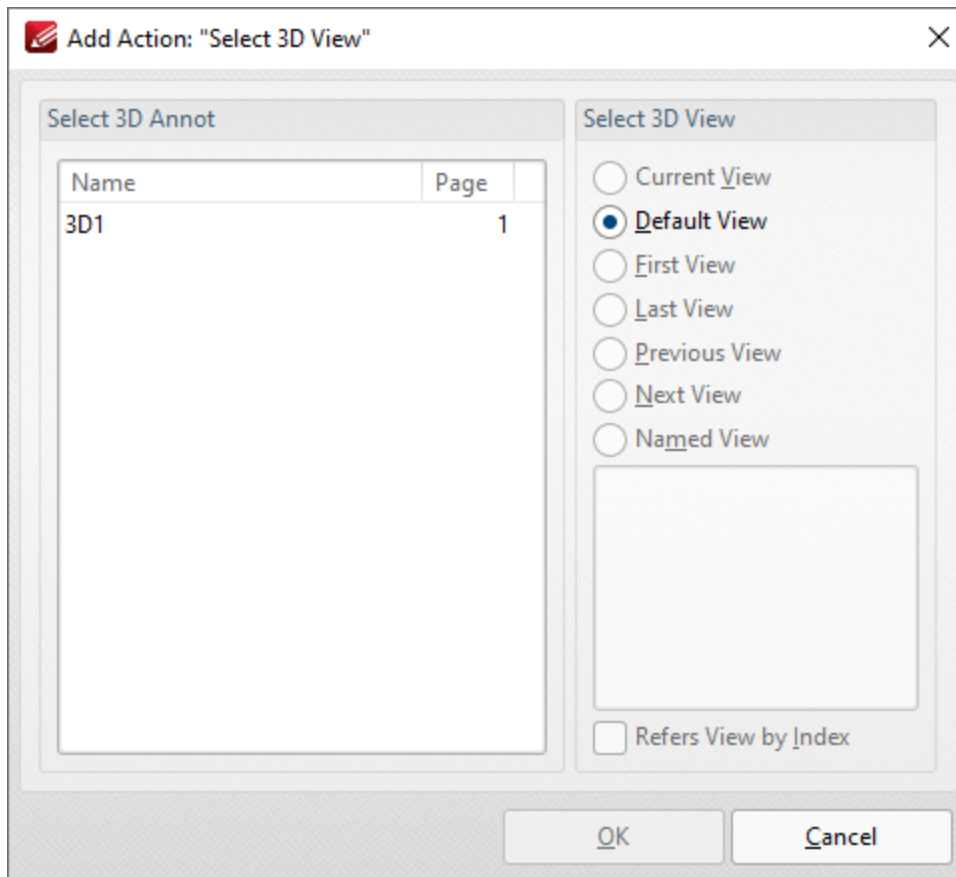 Add Action: "Select 3D View"
Select 3D Annot
Name Page
3D1 1
Select 3D View
Current View
Default View
First View
Last View
Previous View
Next View
Named View
Refers View by Index
OK Cancel